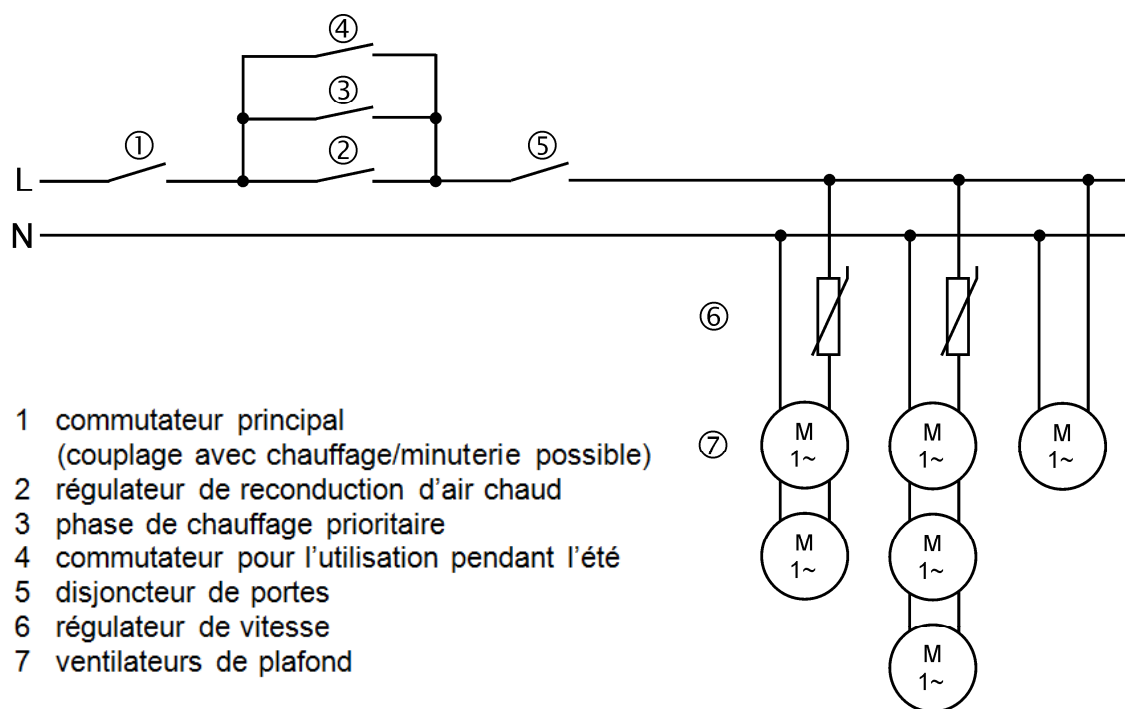 ④
③
①
②
⑤
L
N
⑥
1 commutateur principal
(couplage avec chauffage/minuterie possible)
2 régulateur de reconduction d'air chaud
3 phase de chauffage prioritaire
4 commutateur pour l'utilisation pendant l'été
5 disjoncteur de portes
6 régulateur de vitesse
7 ventilateurs de plafond
⑦
M
1~
M
1~
M
1~
M
1~
M
1~
M
1~